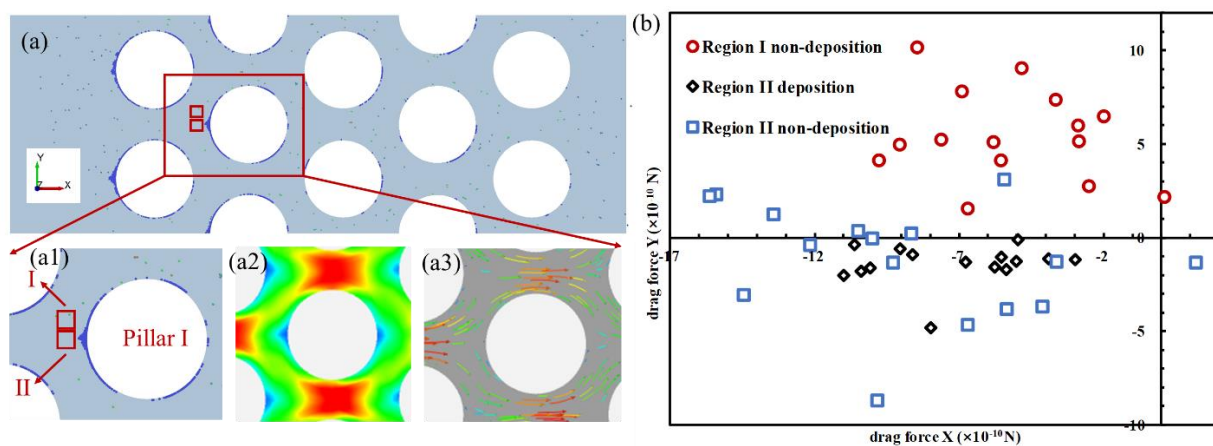 (a)
Y
Z
X
(a1)
I
II
Pillar I
(a2)
(a3)
(b)
Region I non-deposition
Region II deposition
Region II non-deposition
10
5
0
-5
-10
-17
-12
-7
-2
drag force Y (×10⁻¹⁰ N)
drag force X (×10⁻¹⁰ N)